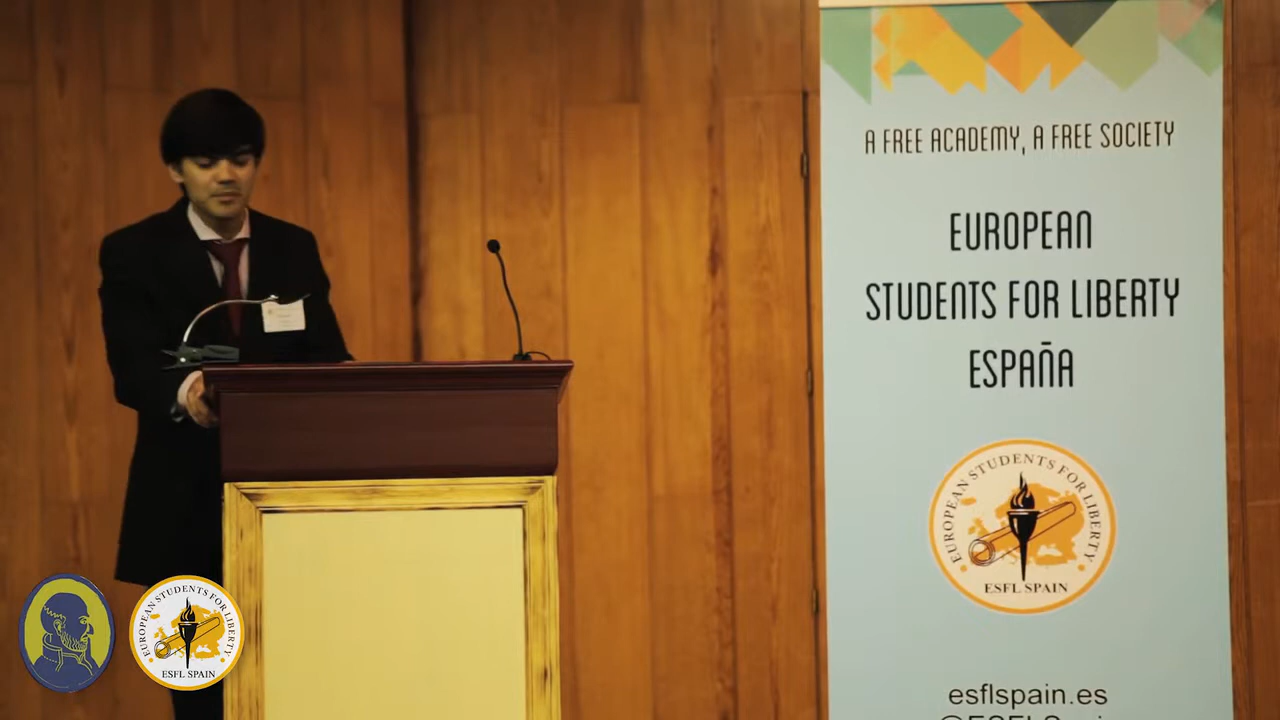 A FREE ACADEMY, A FREE SOCIETY
EUROPEAN
STUDENTS FOR LIBERTY
ESPAÑA
EUROPEAN STUDENTS FOR LIBERTY
ESFL SPAIN
esflspain.es
EUROPEAN STUDENTS FOR LIBERTY
ESFL SPAIN